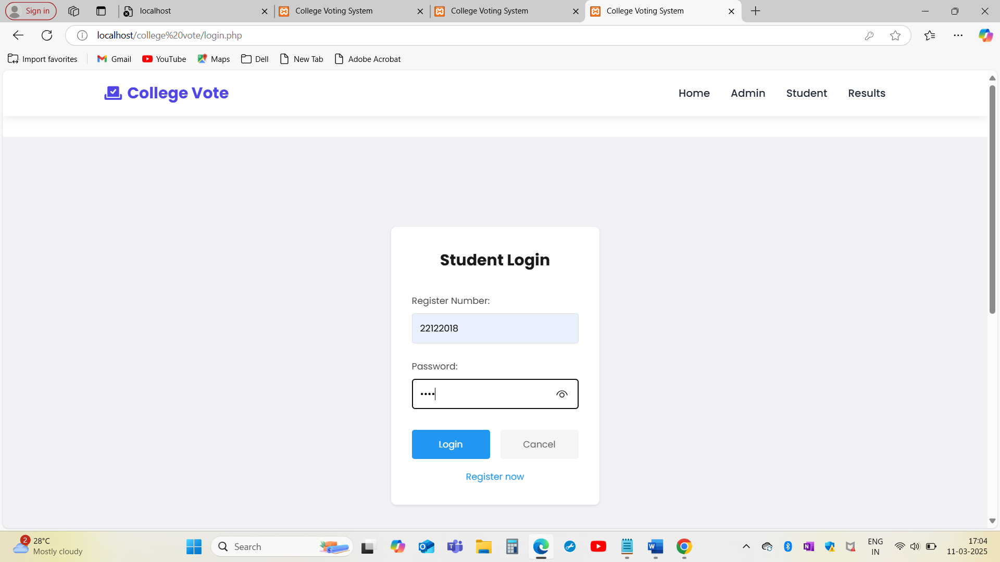 Sign in
localhost
College Voting System
College Voting System
College Voting System
localhost/college%20vote/login.php
Import favorites
Gmail
YouTube
Maps
Dell
New Tab
Adobe Acrobat
College Vote
Home
Admin
Student
Results
Student Login
Register Number:
22122018
Password:
••••
Login
Cancel
Register now
2
28°C
Mostly cloudy
Search
ENG
IN
17:04
11-03-2025